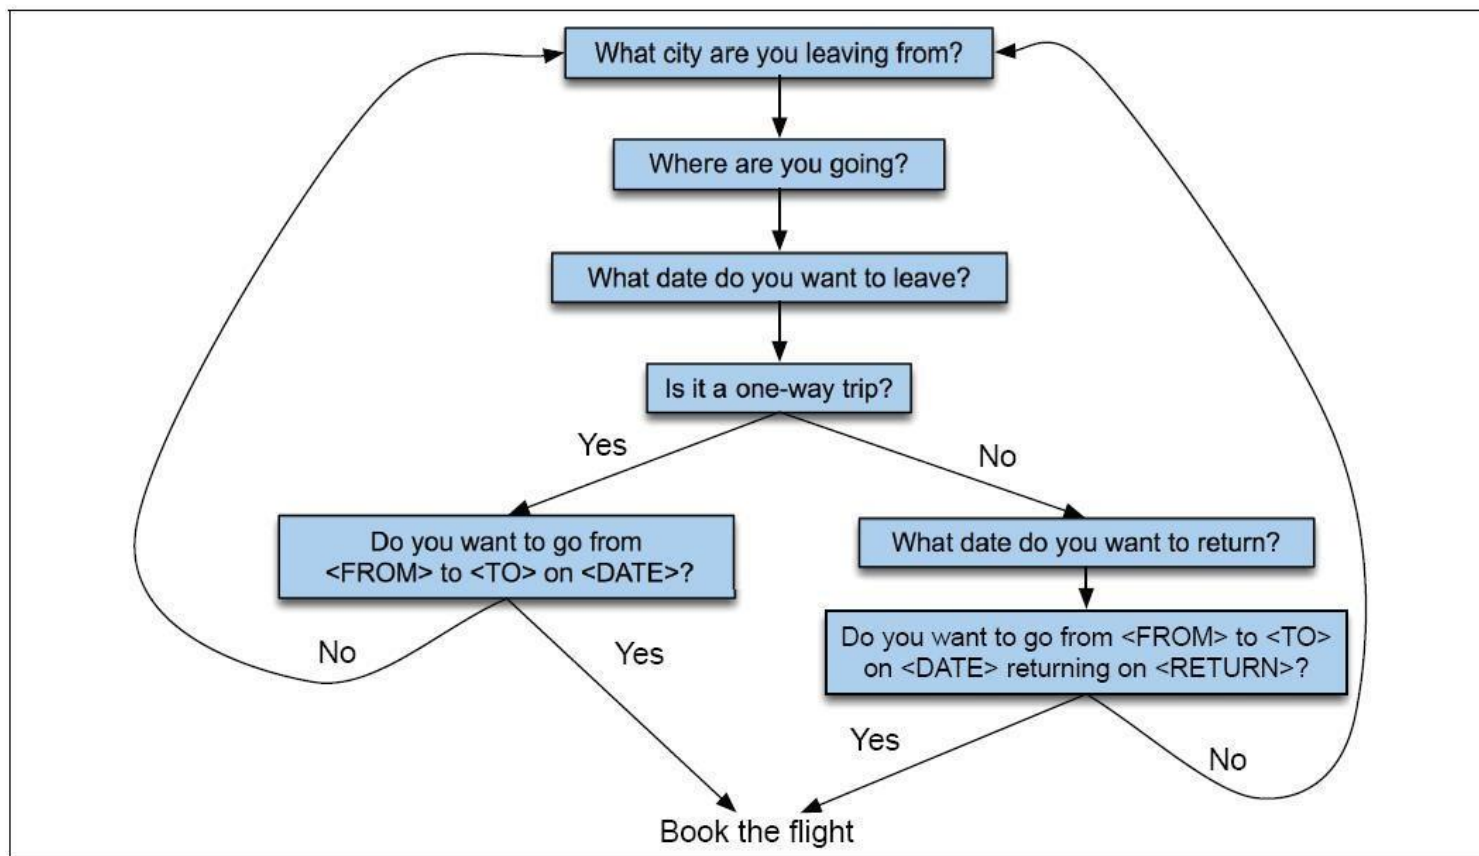 What city are you leaving from?
Where are you going?
What date do you want to leave?
Is it a one-way trip?
Yes
No
Do you want to go from
<FROM> to <TO> on <DATE>?
What date do you want to return?
No
Yes
Do you want to go from <FROM> to <TO>
on <DATE> returning on <RETURN>?
Yes
No
Book the flight